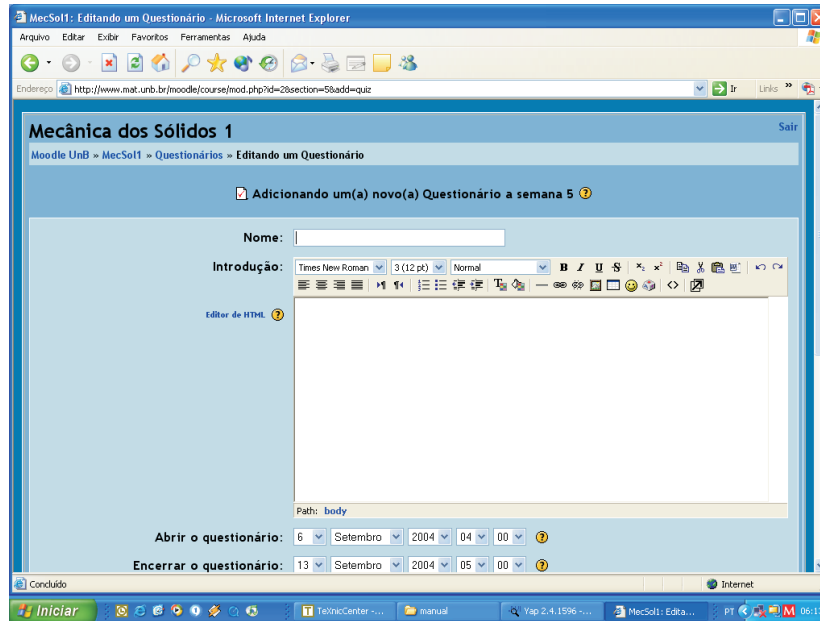 MecSol1: Editando um Questionário - Microsoft Internet Explorer
Arquivo Editar Exibir Favoritos Ferramentas Ajuda
Endereço http://www.mat.unb.br/moodle/course/mod.php?id=2&section=5&add=quiz Ir Links »
Mecânica dos Sólidos 1 Sair
Moodle UnB » MecSol1 » Questionários » Editando um Questionário
Adicionando um(a) novo(a) Questionário a semana 5 ?
Nome:
Introdução: Times New Roman 3 (12 pt) Normal B I U S x₂ x²
Editor de HTML ?
Path: body
Abrir o questionário: 6 Setembro 2004 04 00 ?
Encerrar o questionário: 13 Setembro 2004 05 00 ?
Concluído Internet
Iniciar TeXnicCenter -... manual Yap 2.4.1596 -... MecSol1: Edita... PT